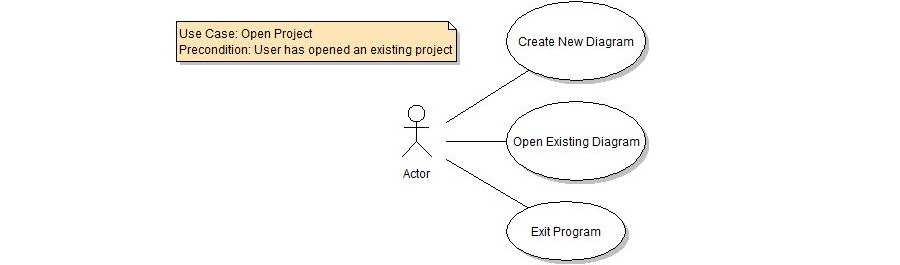 Use Case: Open Project
Precondition: User has opened an existing project
Create New Diagram
Open Existing Diagram
Actor
Exit Program